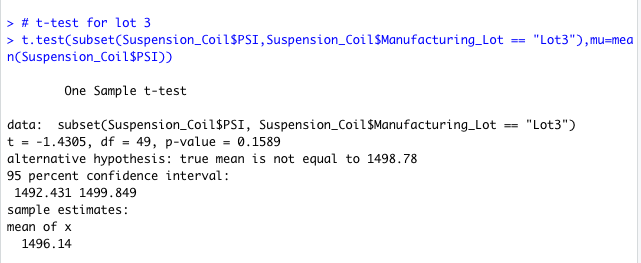 > # t-test for lot 3
> t.test(subset(Suspension_Coil$PSI,Suspension_Coil$Manufacturing_Lot == "Lot3"),mu=mea
n(Suspension_Coil$PSI))
One Sample t-test
data:  subset(Suspension_Coil$PSI, Suspension_Coil$Manufacturing_Lot == "Lot3")
t = -1.4305, df = 49, p-value = 0.1589
alternative hypothesis: true mean is not equal to 1498.78
95 percent confidence interval:
1492.431 1499.849
sample estimates:
mean of x
1496.14